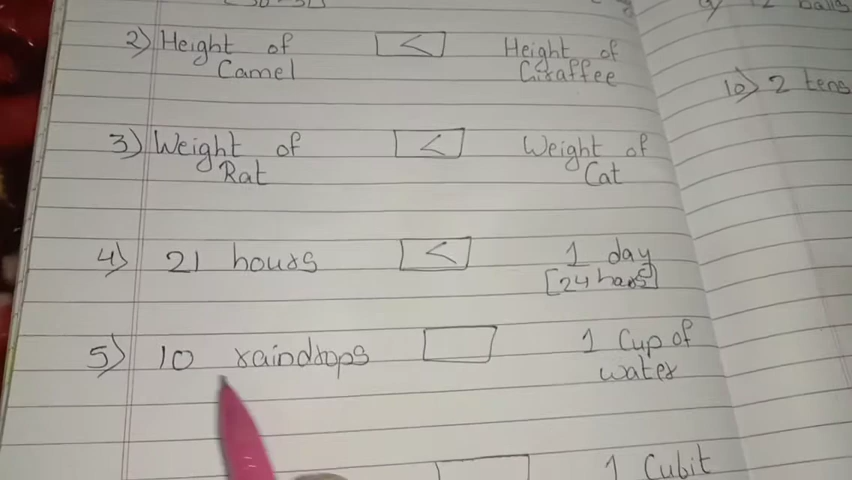 2) Height of < Height of
Camel Giraffee
3) Weight of < Weight of
Rat Cat
4) 21 hours < 1 day
[24 hours]
5) 10 raindrops 1 Cup of
water
1 Cubit
balls
10) 2 tens